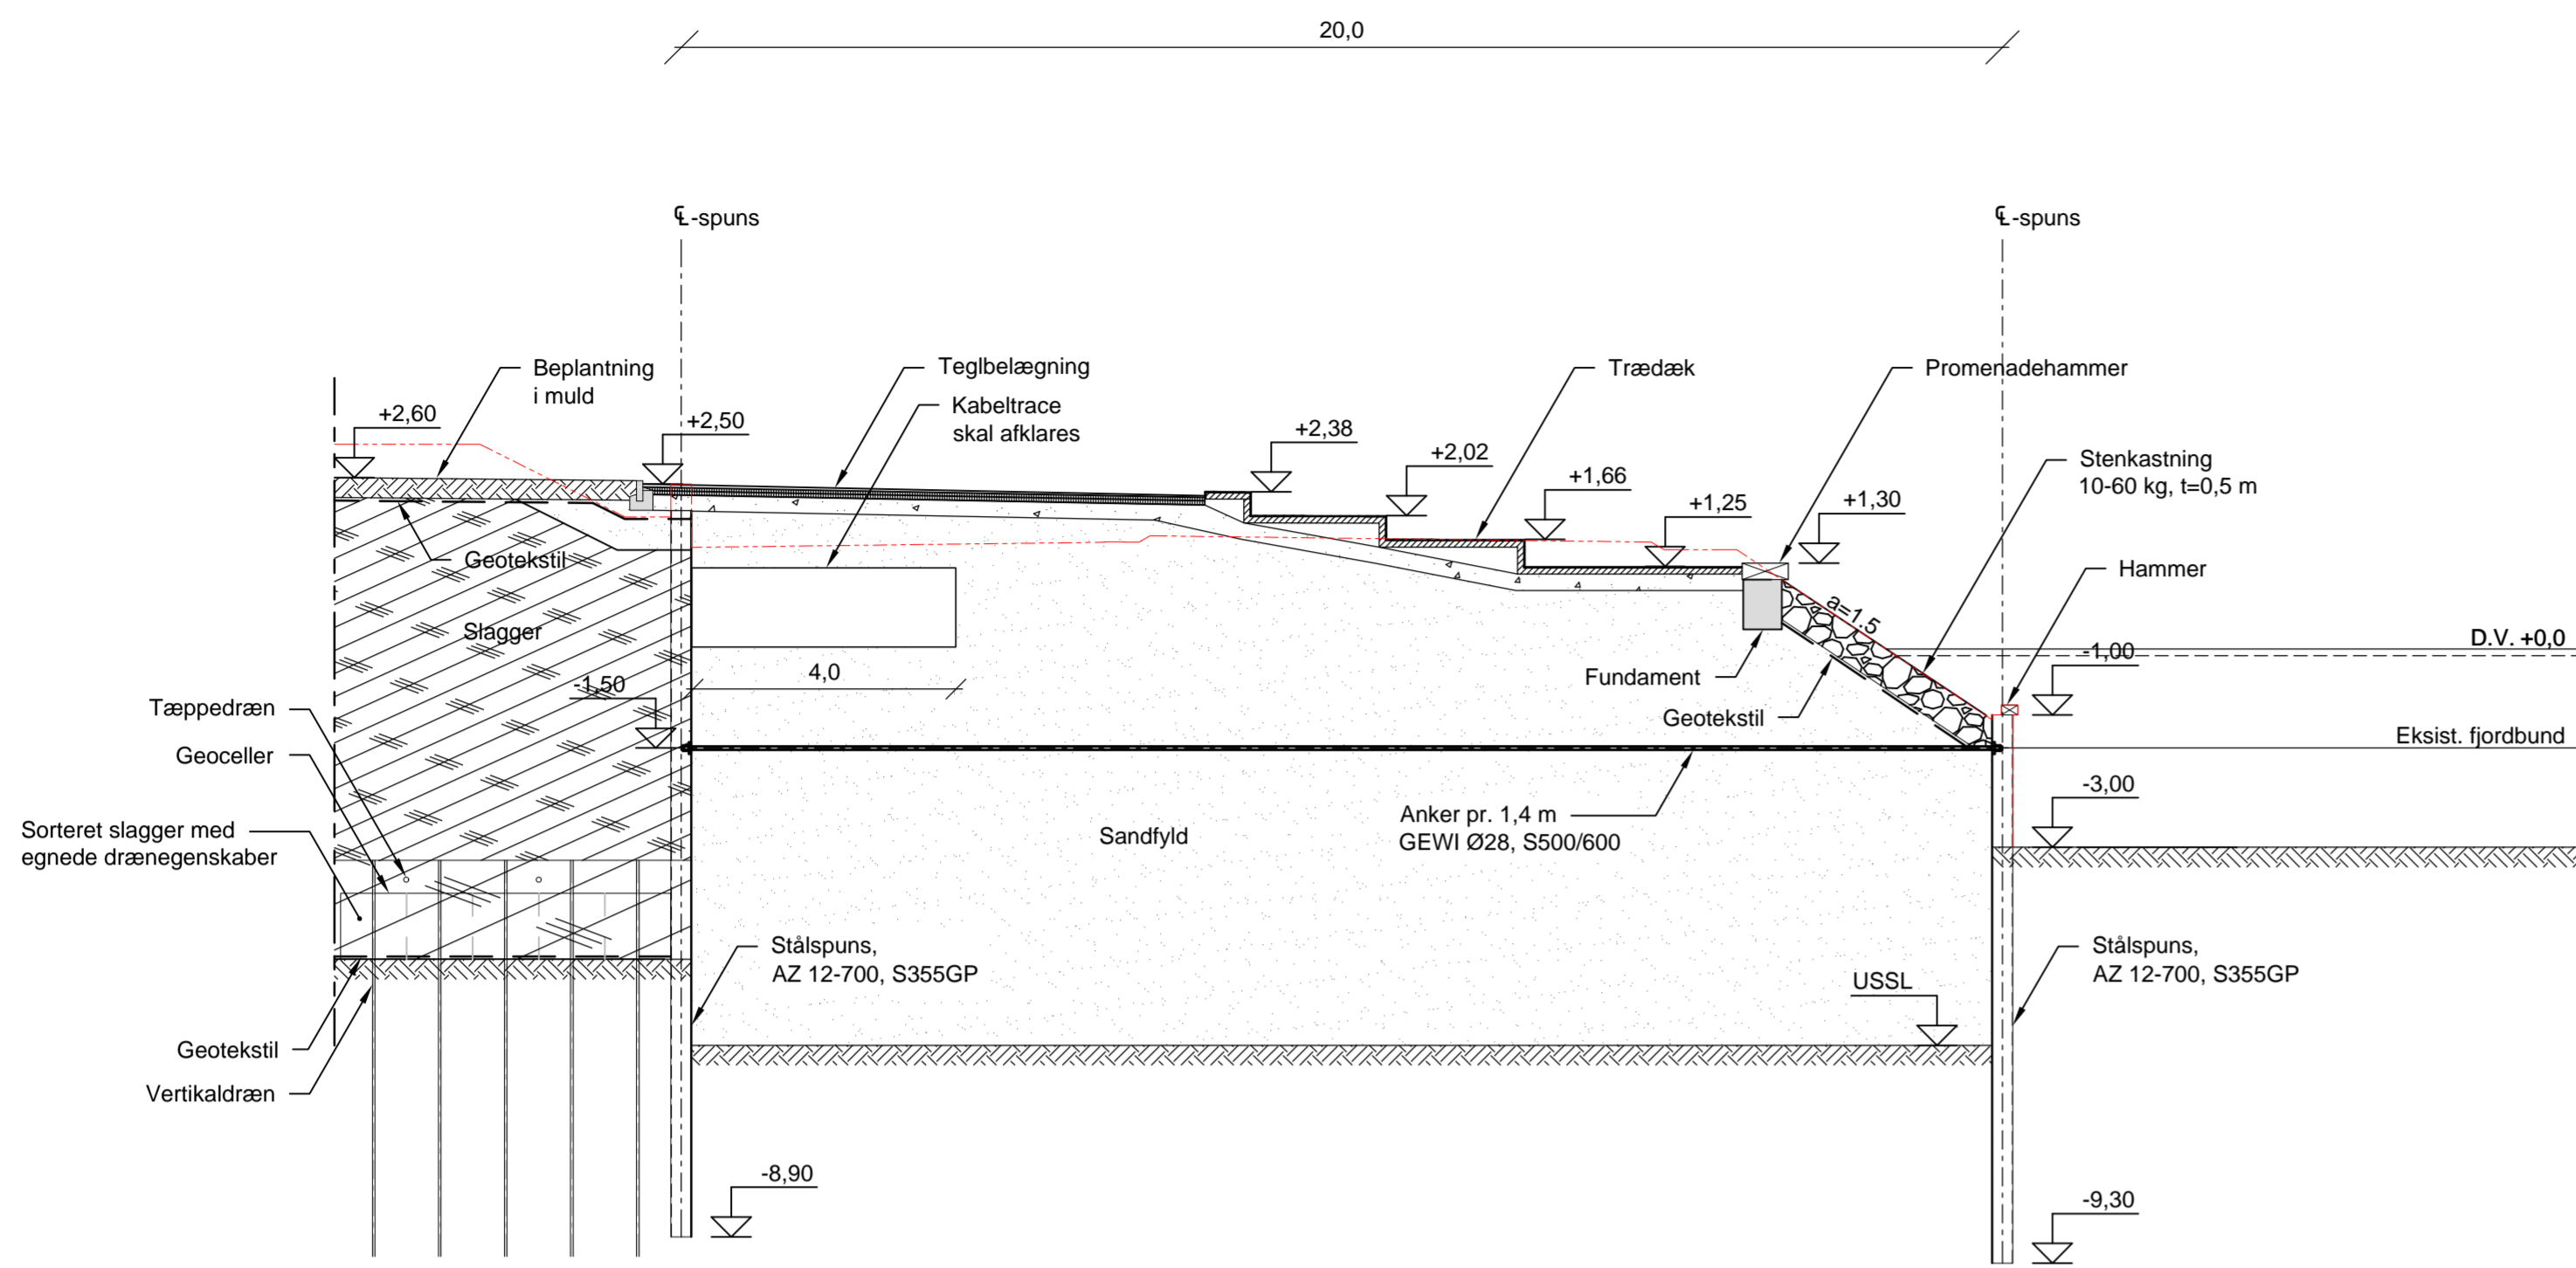 20,0
℄-spuns
℄-spuns
Beplantning
i muld
Teglbelægning
Kabeltrace
skal afklares
Trædæk
Promenadehammer
+2,60
+2,50
+2,38
+2,02
+1,66
+1,25
+1,30
Stenkastning
10-60 kg, t=0,5 m
Hammer
Geotekstil
Slagger
a=1.5
D.V. +0,0
-1,00
4,0
-1,50
Fundament
Geotekstil
Tæppedræn
Geoceller
Eksist. fjordbund
-3,00
Sorteret slagger med
egnede drænegenskaber
Sandfyld
Anker pr. 1,4 m
GEWI Ø28, S500/600
Stålspuns,
AZ 12-700, S355GP
USSL
Stålspuns,
AZ 12-700, S355GP
Geotekstil
Vertikaldræn
-8,90
-9,30